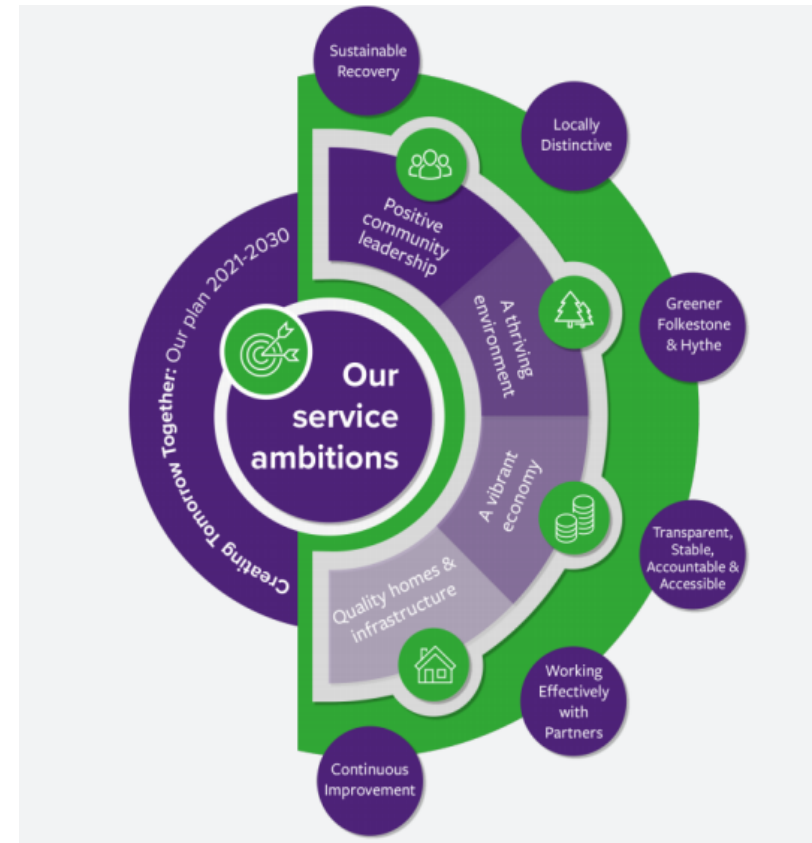 Sustainable
Recovery
Locally
Distinctive
Positive
community
leadership
Creating Tomorrow Together: Our plan 2021-2030
A thriving
environment
Greener
Folkestone
& Hythe
Our
service
ambitions
A vibrant
economy
Transparent,
Stable,
Accountable &
Accessible
Quality homes &
infrastructure
Working
Effectively
with
Partners
Continuous
Improvement